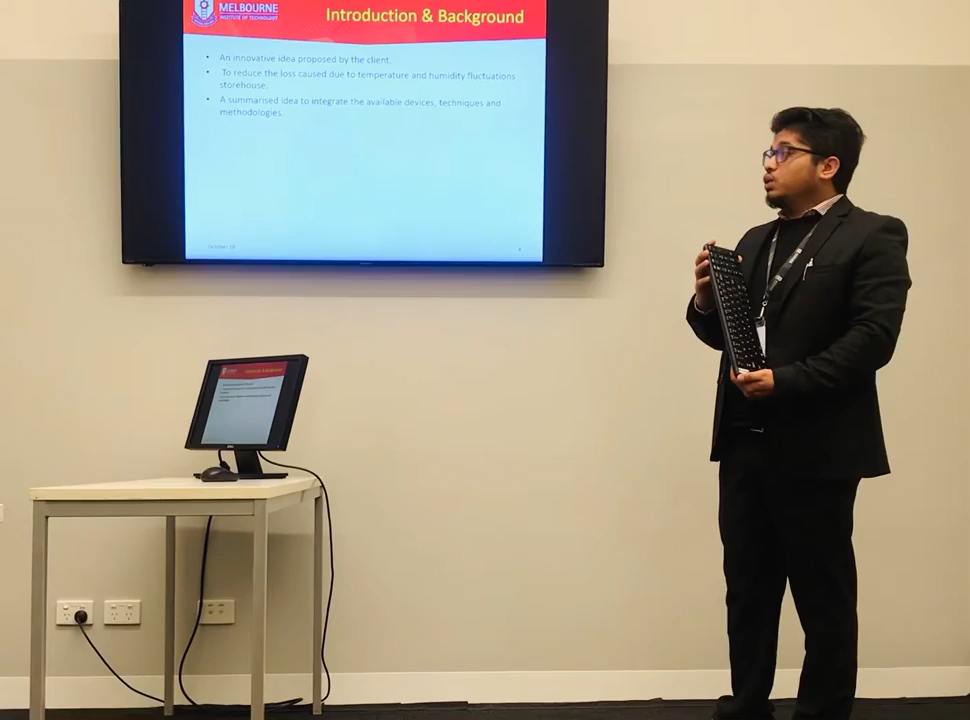 MELBOURNE
INSTITUTE OF TECHNOLOGY
Introduction & Background
• An innovative idea proposed by the client.
• To reduce the loss caused due to temperature and humidity fluctuations
storehouse.
• A summarised idea to integrate the available devices, techniques and
methodologies.